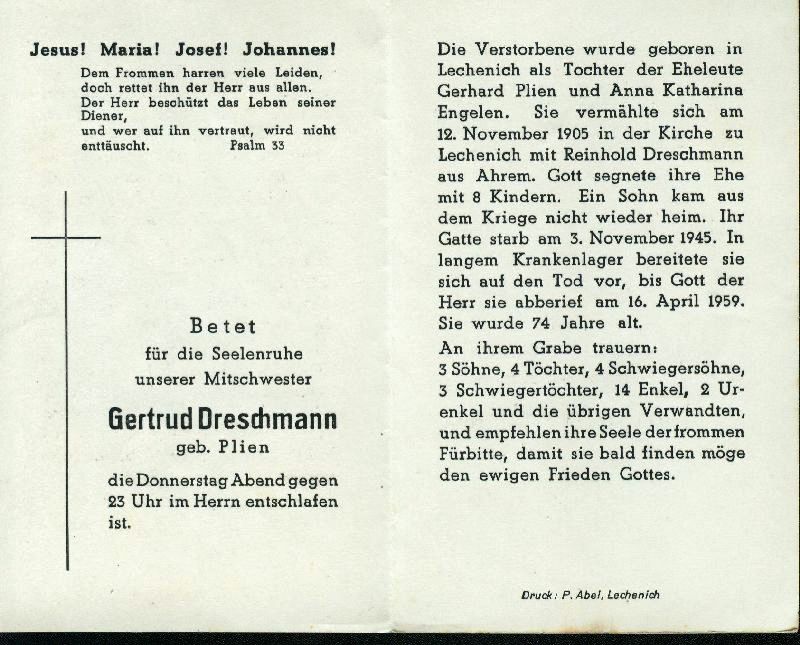 Jesus! Maria! Josef! Johannes!
Dem Frommen harren viele Leiden,
doch rettet ihn der Herr aus allen.
Der Herr beschützt das Leben seiner
Diener,
und wer auf ihn vertraut, wird nicht
enttäuscht. Psalm 33
Betet
für die Seelenruhe
unserer Mitschwester
Gertrud Dreschmann
geb. Plien
die Donnerstag Abend gegen
23 Uhr im Herrn entschlafen
ist.
Die Verstorbene wurde geboren in
Lechenich als Tochter der Eheleute
Gerhard Plien und Anna Katharina
Engelen. Sie vermählte sich am
12. November 1905 in der Kirche zu
Lechenich mit Reinhold Dreschmann
aus Ahrem. Gott segnete ihre Ehe
mit 8 Kindern. Ein Sohn kam aus
dem Kriege nicht wieder heim. Ihr
Gatte starb am 3. November 1945. In
langem Krankenlager bereitete sie
sich auf den Tod vor, bis Gott der
Herr sie abberief am 16. April 1959.
Sie wurde 74 Jahre alt.
An ihrem Grabe trauern:
3 Söhne, 4 Töchter, 4 Schwiegersöhne,
3 Schwiegertöchter, 14 Enkel, 2 Ur-
enkel und die übrigen Verwandten,
und empfehlen ihre Seele der frommen
Fürbitte, damit sie bald finden möge
den ewigen Frieden Gottes.
Druck: P. Abel, Lechenich